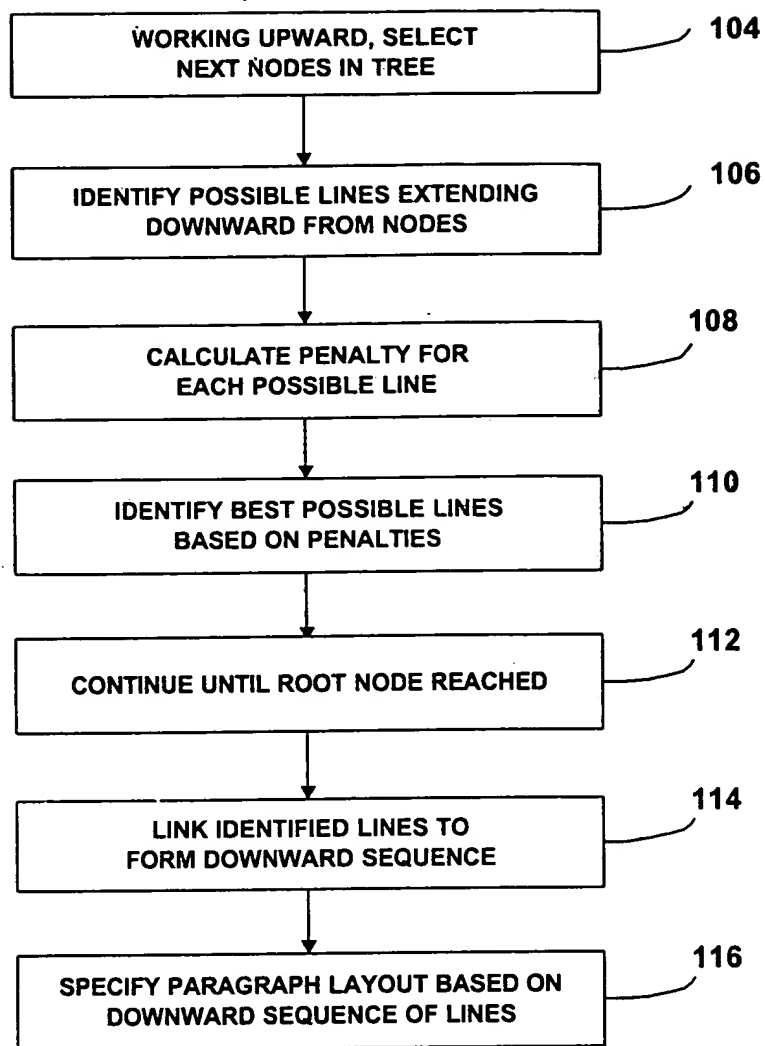 WORKING UPWARD, SELECT
NEXT NODES IN TREE
104
IDENTIFY POSSIBLE LINES EXTENDING
DOWNWARD FROM NODES
106
CALCULATE PENALTY FOR
EACH POSSIBLE LINE
108
IDENTIFY BEST POSSIBLE LINES
BASED ON PENALTIES
110
CONTINUE UNTIL ROOT NODE REACHED
112
LINK IDENTIFIED LINES TO
FORM DOWNWARD SEQUENCE
114
SPECIFY PARAGRAPH LAYOUT BASED ON
DOWNWARD SEQUENCE OF LINES
116